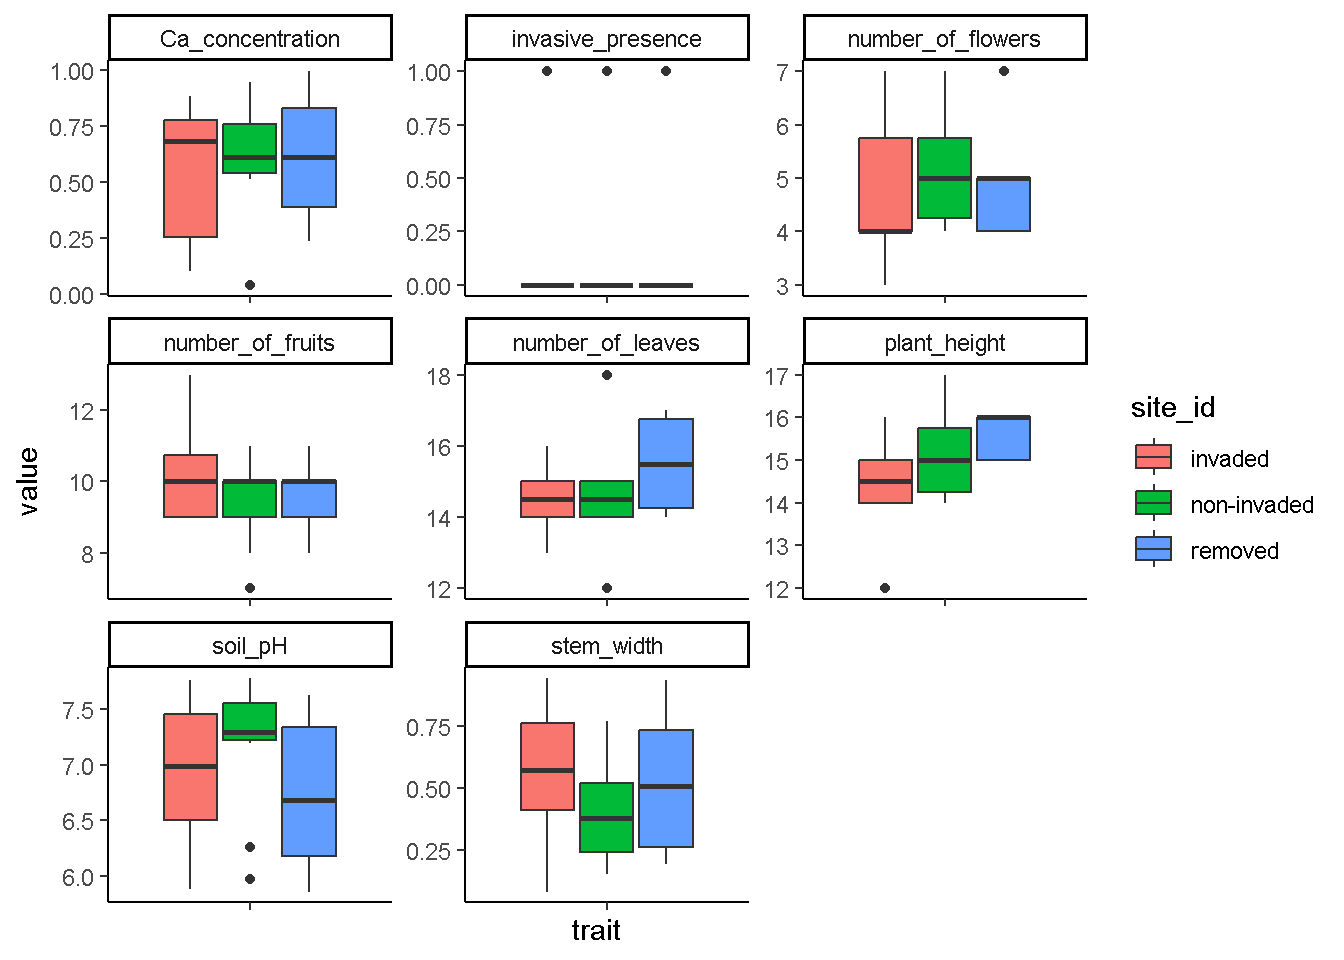 Ca_concentration
invasive_presence
number_of_flowers
1.00
0.75
0.50
0.25
0.00
1.00
0.75
0.50
0.25
0.00
7
6
5
4
3
number_of_fruits
number_of_leaves
plant_height
12
10
8
18
16
14
12
17
16
15
14
13
12
soil_pH
stem_width
7.5
7.0
6.5
6.0
0.75
0.50
0.25
value
trait
site_id
invaded
non-invaded
removed